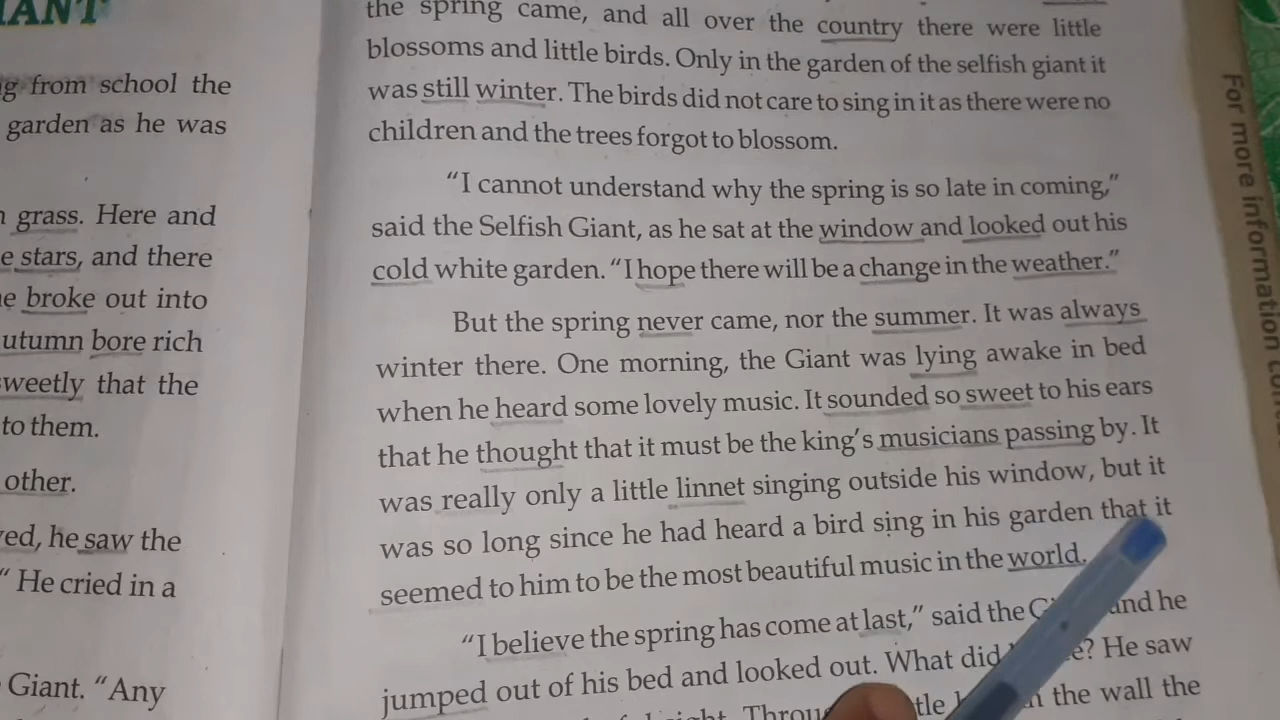 IANT
g from school the
garden as he was
grass. Here and
stars, and there
broke out into
utumn bore rich
sweetly that the
to them.
other.
ved, he saw the
" He cried in a
Giant. "Any
the spring came, and all over the country there were little
blossoms and little birds. Only in the garden of the selfish giant it
was still winter. The birds did not care to sing in it as there were no
children and the trees forgot to blossom.
"I cannot understand why the spring is so late in coming,"
said the Selfish Giant, as he sat at the window and looked out his
cold white garden. "I hope there will be a change in the weather."
But the spring never came, nor the summer. It was always
winter there. One morning, the Giant was lying awake in bed
when he heard some lovely music. It sounded so sweet to his ears
that he thought that it must be the king's musicians passing by. It
was really only a little linnet singing outside his window, but it
was so long since he had heard a bird sing in his garden that it
seemed to him to be the most beautiful music in the world.
"I believe the spring has come at last," said the and he
jumped out of his bed and looked out. What did ? He saw
the wall the
For more information